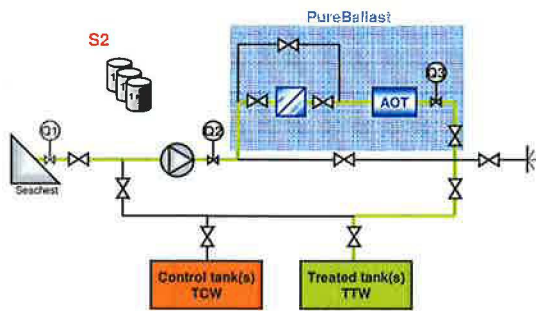 PureBallast
S2
Q3
AOT
Q1
Q2
Seachest
Control tank(s)
TCW
Treated tank(s)
TTW